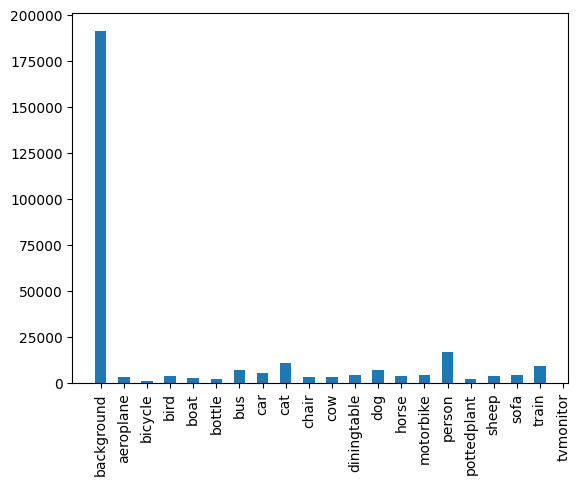 200000
175000
150000
125000
100000
75000
50000
25000
0
background
aeroplane
bicycle
bird
boat
bottle
bus
car
cat
chair
cow
diningtable
dog
horse
motorbike
person
pottedplant
sheep
sofa
train
tvmonitor